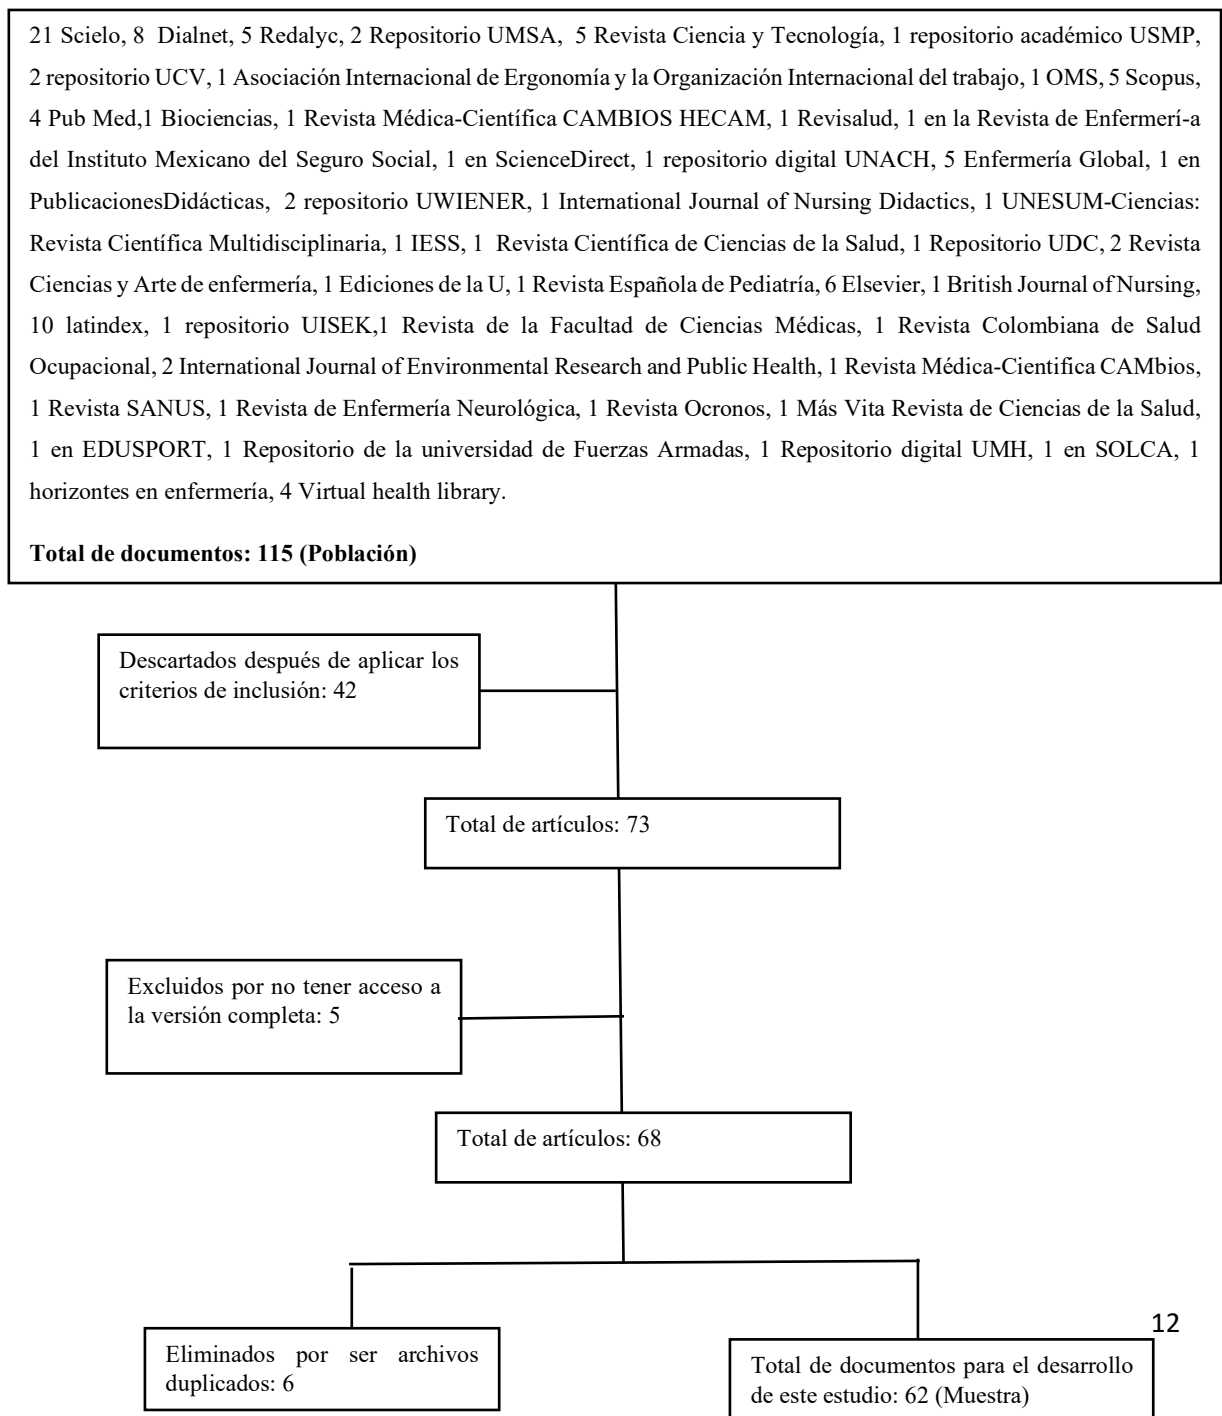 21 Scielo, 8 Dialnet, 5 Redalyc, 2 Repositorio UMSA, 5 Revista Ciencia y Tecnología, 1 repositorio académico USMP,
2 repositorio UCV, 1 Asociación Internacional de Ergonomía y la Organización Internacional del trabajo, 1 OMS, 5 Scopus,
4 Pub Med,1 Biociencias, 1 Revista Médica-Científica CAMBIOS HECAM, 1 Revisalud, 1 en la Revista de Enfermerí-a
del Instituto Mexicano del Seguro Social, 1 en ScienceDirect, 1 repositorio digital UNACH, 5 Enfermería Global, 1 en
PublicacionesDidácticas, 2 repositorio UWIENER, 1 International Journal of Nursing Didactics, 1 UNESUM-Ciencias:
Revista Científica Multidisciplinaria, 1 IESS, 1 Revista Científica de Ciencias de la Salud, 1 Repositorio UDC, 2 Revista
Ciencias y Arte de enfermería, 1 Ediciones de la U, 1 Revista Española de Pediatría, 6 Elsevier, 1 British Journal of Nursing,
10 latindex, 1 repositorio UISEK,1 Revista de la Facultad de Ciencias Médicas, 1 Revista Colombiana de Salud
Ocupacional, 2 International Journal of Environmental Research and Public Health, 1 Revista Médica-Cientifica CAMbios,
1 Revista SANUS, 1 Revista de Enfermería Neurológica, 1 Revista Ocronos, 1 Más Vita Revista de Ciencias de la Salud,
1 en EDUSPORT, 1 Repositorio de la universidad de Fuerzas Armadas, 1 Repositorio digital UMH, 1 en SOLCA, 1
horizontes en enfermería, 4 Virtual health library.
Total de documentos: 115 (Población)
Descartados después de aplicar los
criterios de inclusión: 42
Total de artículos: 73
Excluidos por no tener acceso a
la versión completa: 5
Total de artículos: 68
Eliminados por ser archivos
duplicados: 6
Total de documentos para el desarrollo
de este estudio: 62 (Muestra)
12